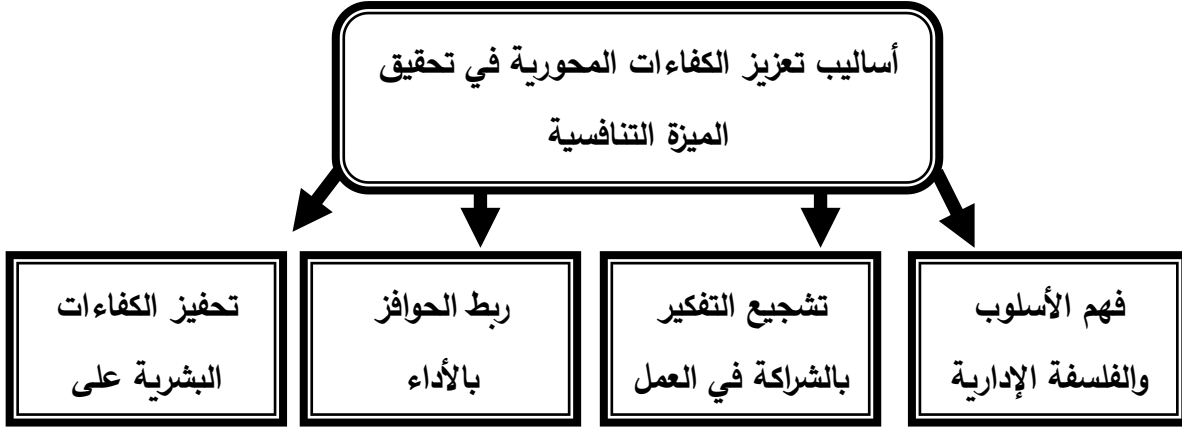 أساليب تعزيز الكفاءات المحورية في تحقيق
الميزة التنافسية
فهم الأسلوب
والفلسفة الإدارية
تشجيع التفكير
بالشراكة في العمل
ربط الحوافز
بالأداء
تحفيز الكفاءات
البشرية على